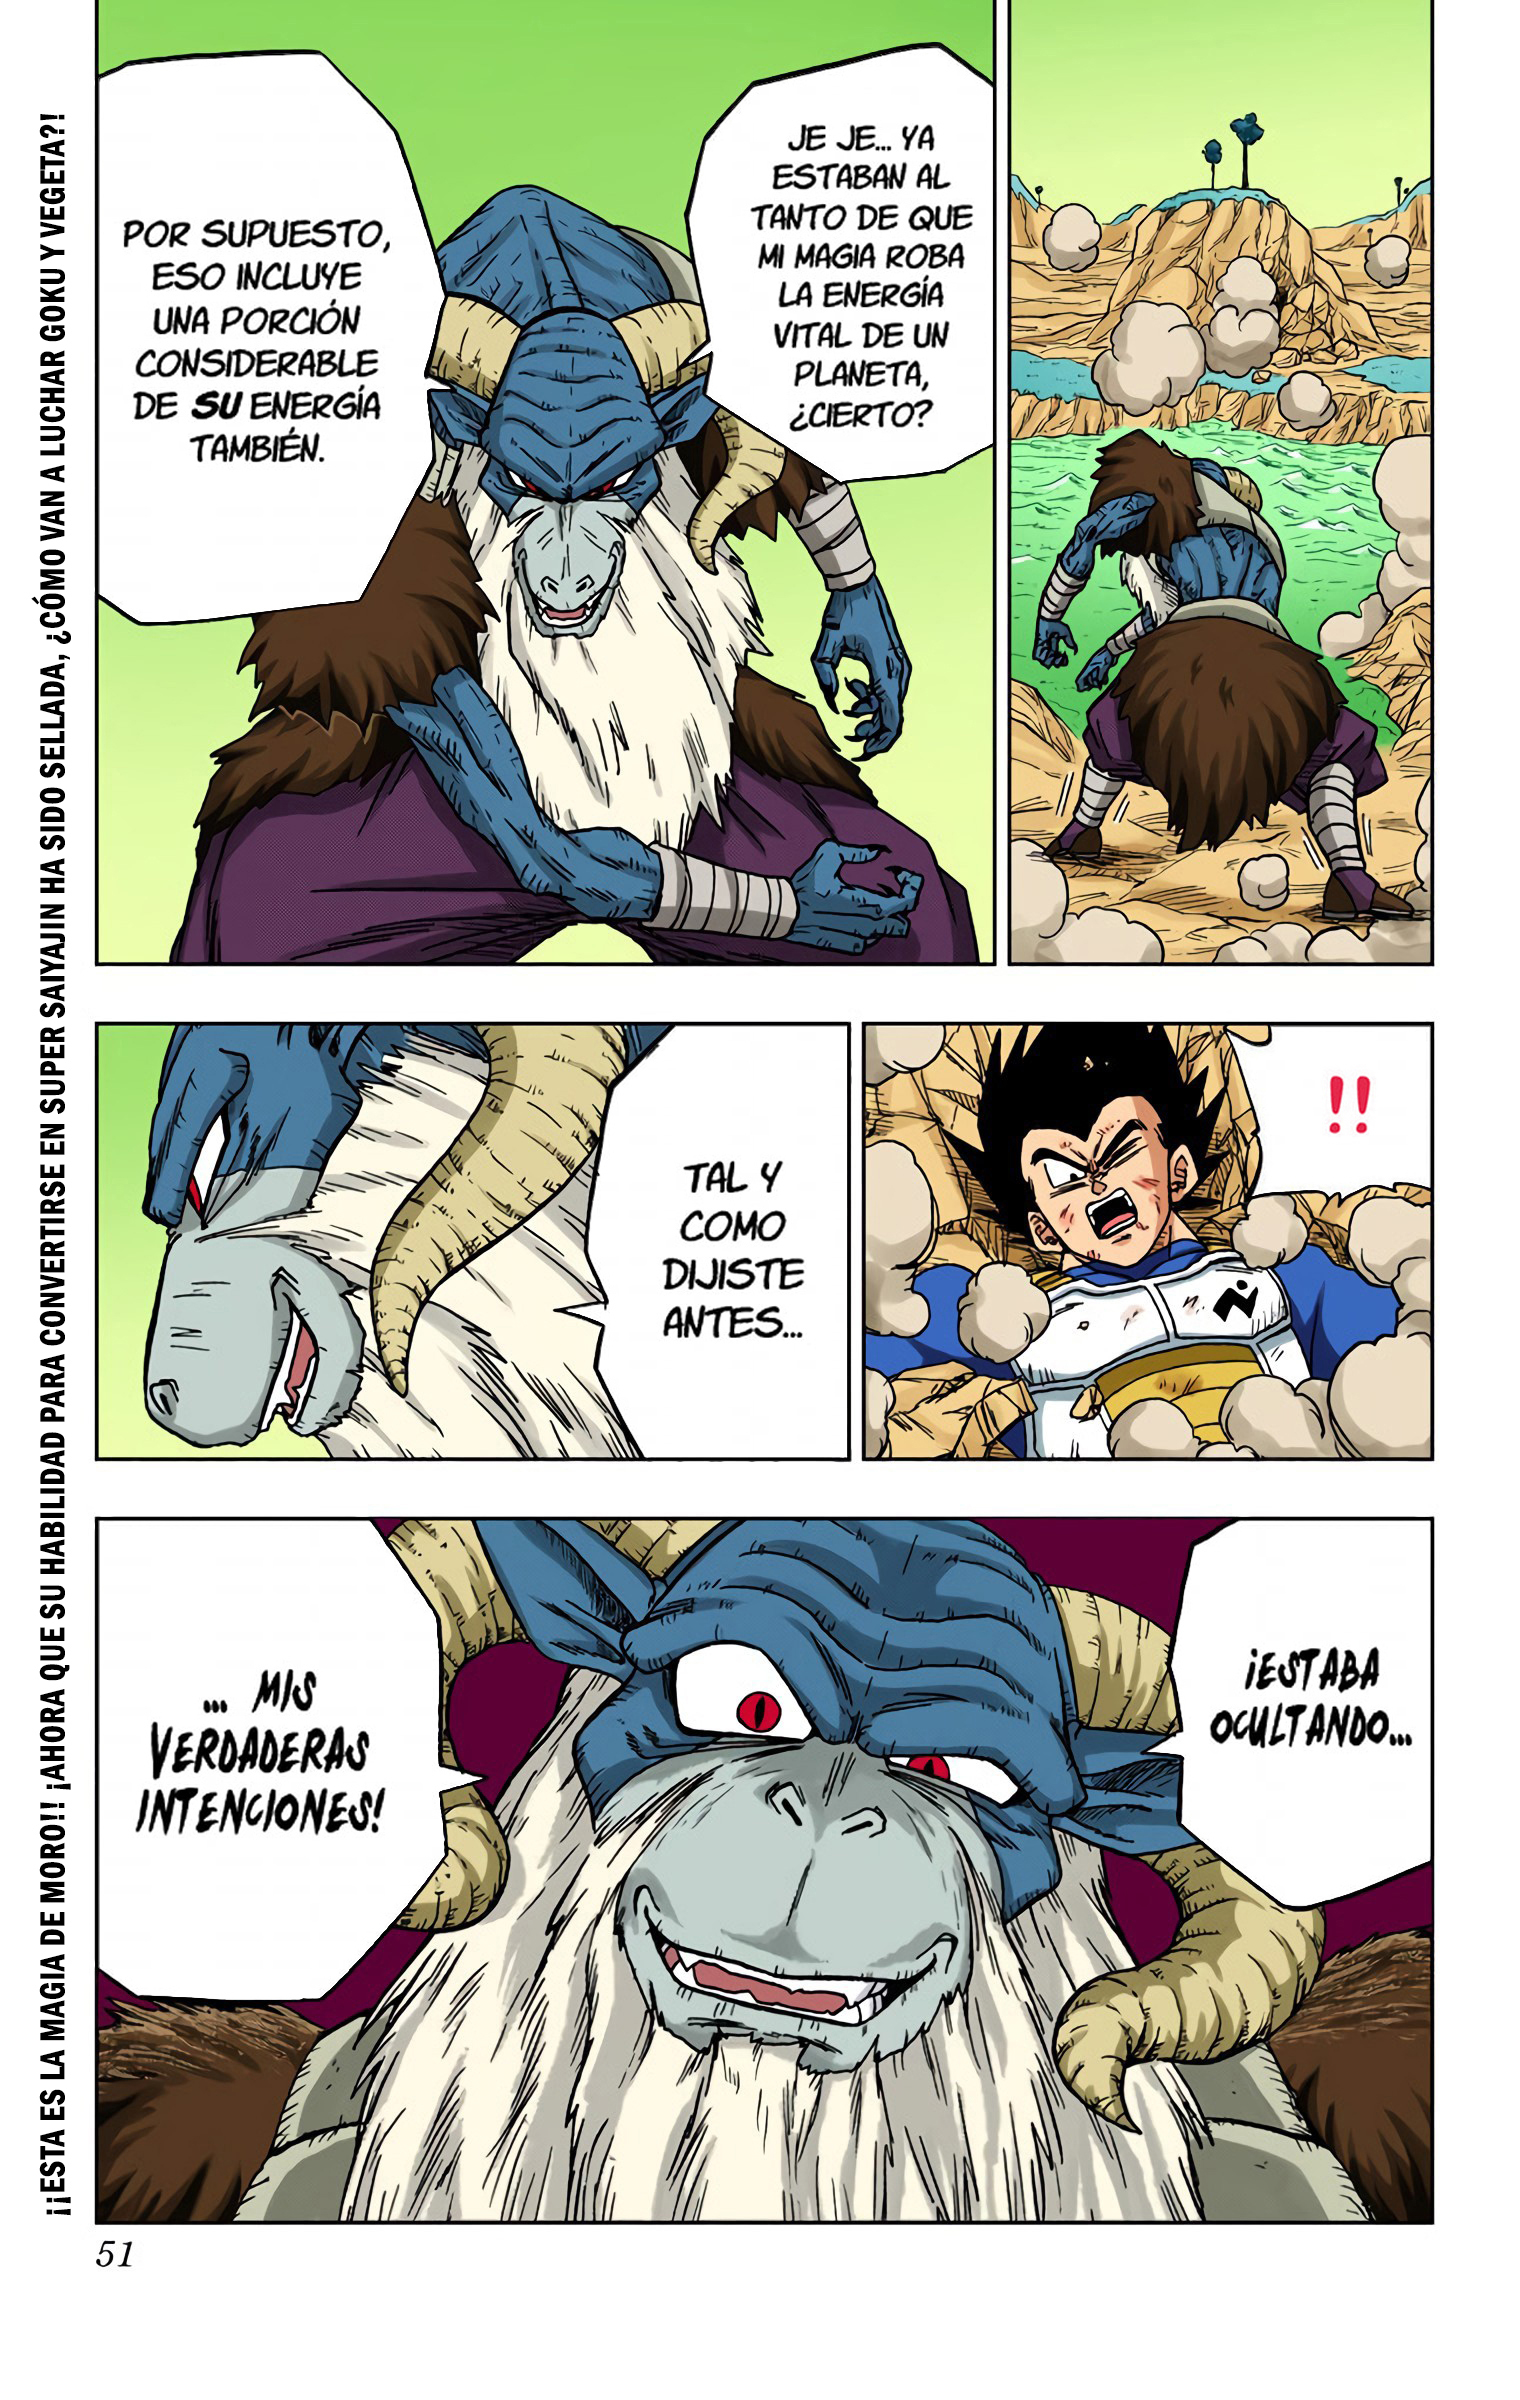 JE JE... YA
ESTABAN AL
TANTO DE QUE
MI MAGIA ROBA
LA ENERGÍA
VITAL DE UN
PLANETA,
¿CIERTO?
POR SUPUESTO,
ESO INCLUYE
UNA PORCIÓN
CONSIDERABLE
DE SU ENERGÍA
TAMBIÉN.
!!
TAL Y
COMO
DIJISTE
ANTES...
¡ESTABA
OCULTANDO...
... MIS
VERDADERAS
INTENCIONES!
¡¡ESTA ES LA MAGIA DE MORO!! ¡AHORA QUE SU HABILIDAD PARA CONVERTIRSE EN SUPER SAIYAJIN HA SIDO SELLADA, ¿CÓMO VAN A LUCHAR GOKU Y VEGETA?!
51